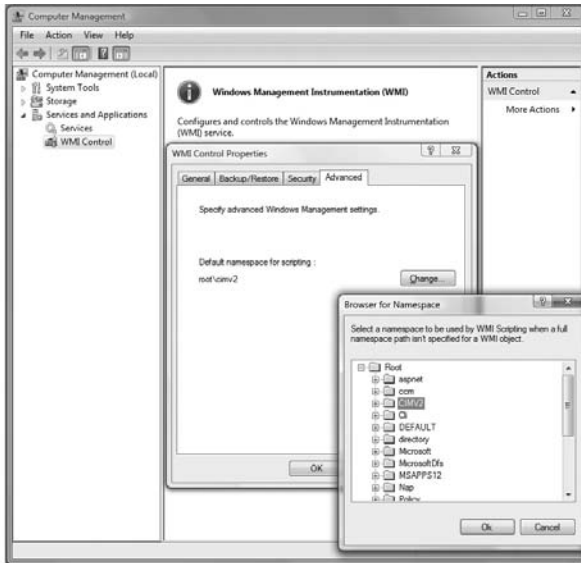 Computer Management
File Action View Help
Computer Management (Local)
System Tools
Storage
Services and Applications
Services
WMI Control
Windows Management Instrumentation (WMI)
Configures and controls the Windows Management Instrumentation
(WMI) service.
Actions
WMI Control
More Actions
WMI Control Properties
General Backup/Restore Security Advanced
Specify advanced Windows Management settings.
Default namespace for scripting :
root\cimv2
Change...
OK
Browser for Namespace
Select a namespace to be used by WMI Scripting when a full
namespace path isn't specified for a WMI object.
Root
aspnet
ccm
CIMV2
Cli
DEFAULT
directory
Microsoft
MicrosoftDfs
MSAPPS12
Nap
Policy
Ok Cancel